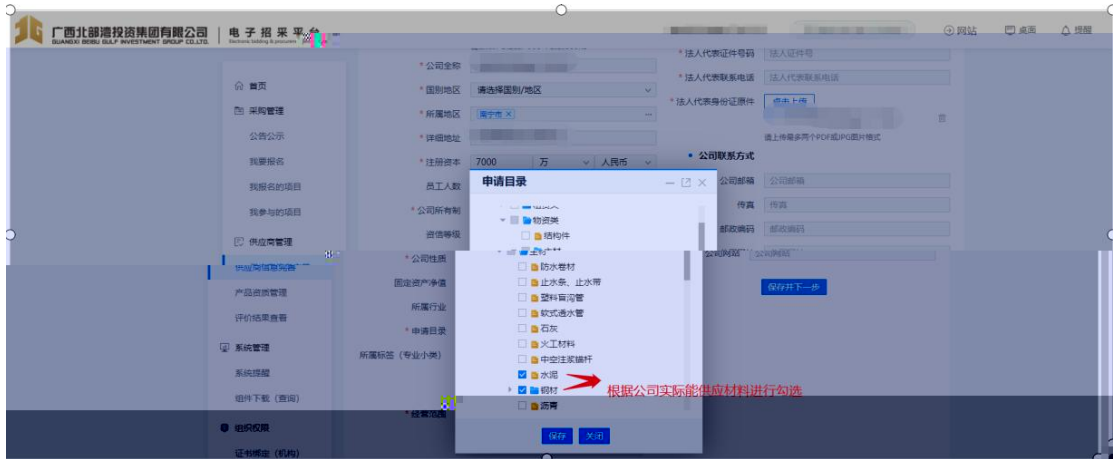 广西北部湾投资集团有限公司
GUANGXI BEIBU GULF INVESTMENT GROUP CO.,LTD.
电子招采平台
网站
桌面
提醒
首页
采购管理
公告公示
我要报名
我报名的项目
我参与的项目
供应商管理
供应商信息完善
产品资质管理
评价结果查看
系统管理
系统提醒
组件下载（查询）
组织权限
证书绑定（机构）
* 公司全称
* 国别地区 请选择国别/地区
* 所属地区 南宁市 ×
* 详细地址
* 注册资本 7000 万 人民币
员工人数
* 公司所有制
资信等级
* 公司性质
固定资产净值
所属行业
* 申请目录
所属标签（专业小类）
* 经营范围
* 法人代表证件号码 法人证件号
* 法人代表联系电话 法人代表联系电话
* 法人代表身份证原件 点击上传
请上传最多两个PDF或JPG图片格式
公司联系方式
公司邮箱 公司邮箱
传真 传真
邮政编码 邮政编码
公司网站 公司网站
保存并下一步
申请目录
物资类
结构件
主材
防水卷材
止水条、止水带
塑料盲沟管
软式透水管
石灰
火工材料
中空注浆锚杆
水泥
钢材
沥青
根据公司实际能供应材料进行勾选
保存
关闭